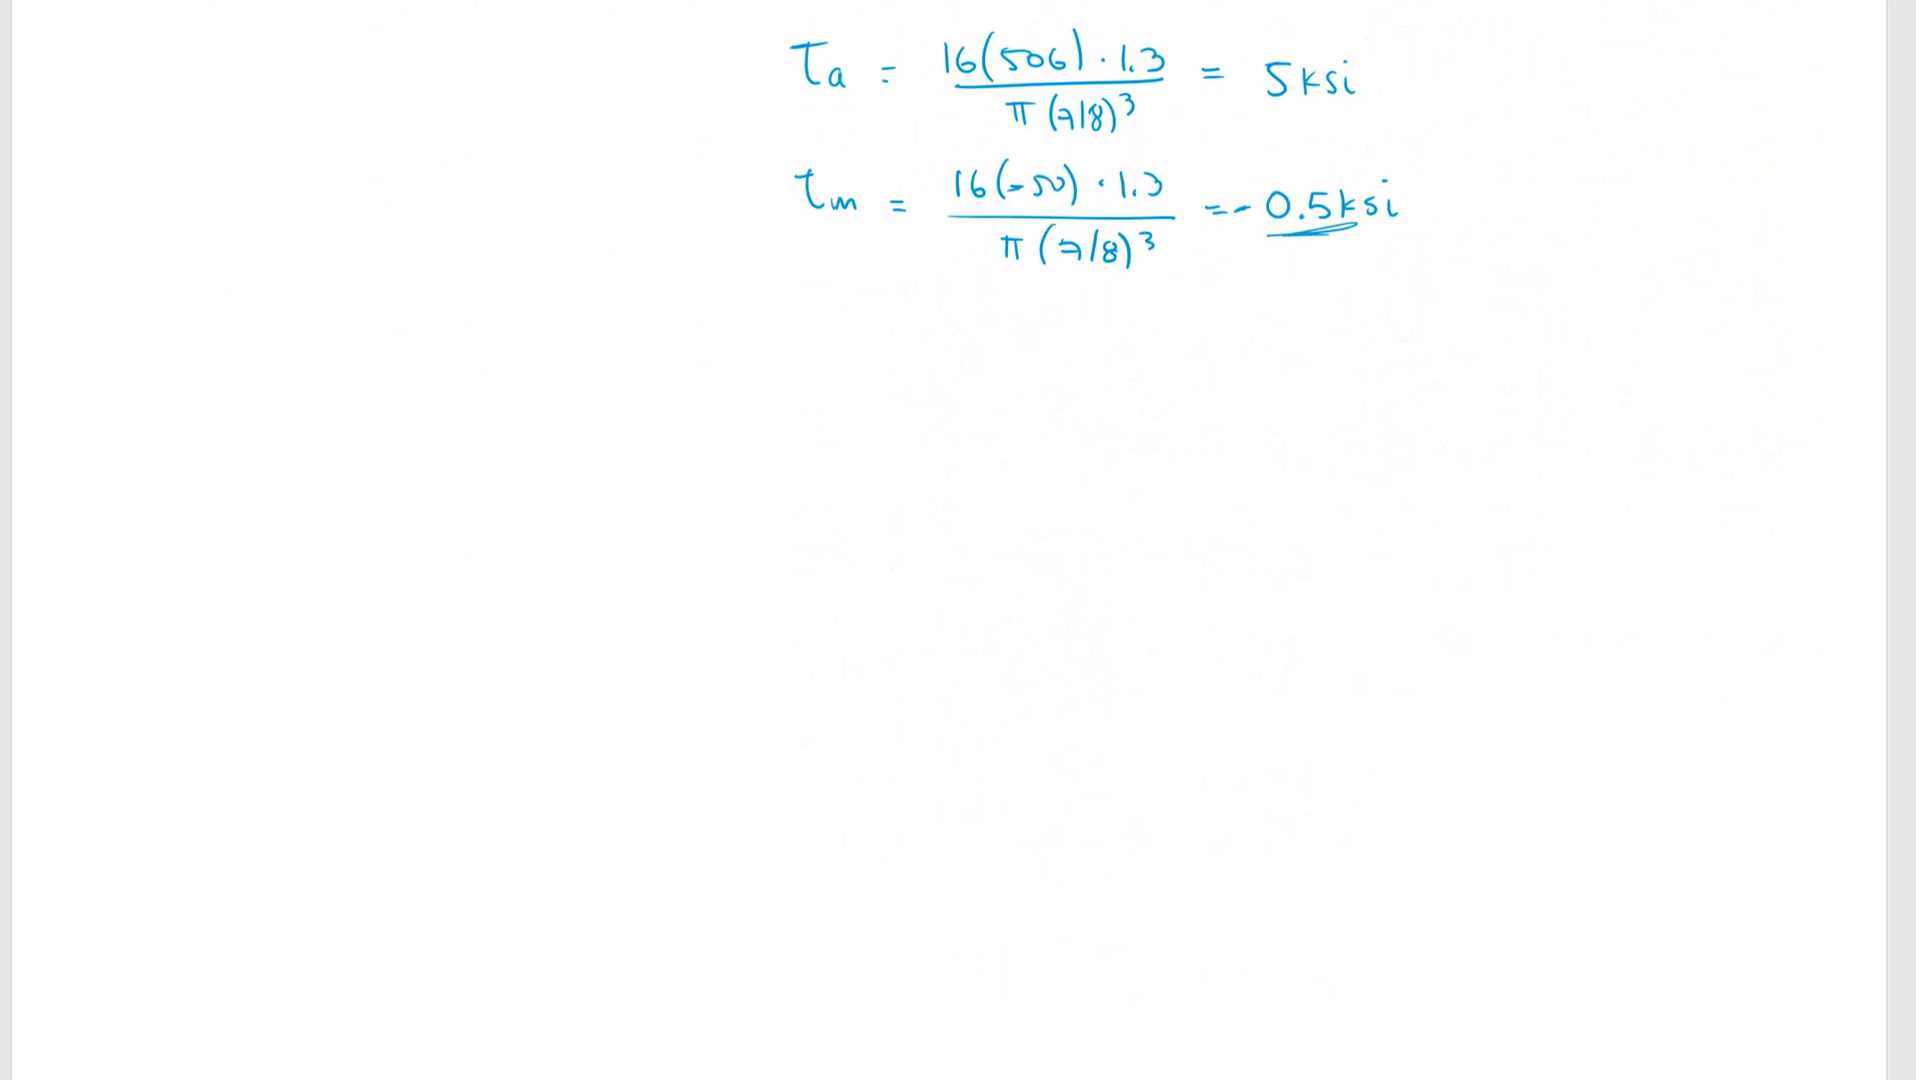 τa = 16(506) · 1.3 / π(7/8)³ = 5ksi
τm = 16(-50) · 1.3 / π(7/8)³ = - 0.5ksi